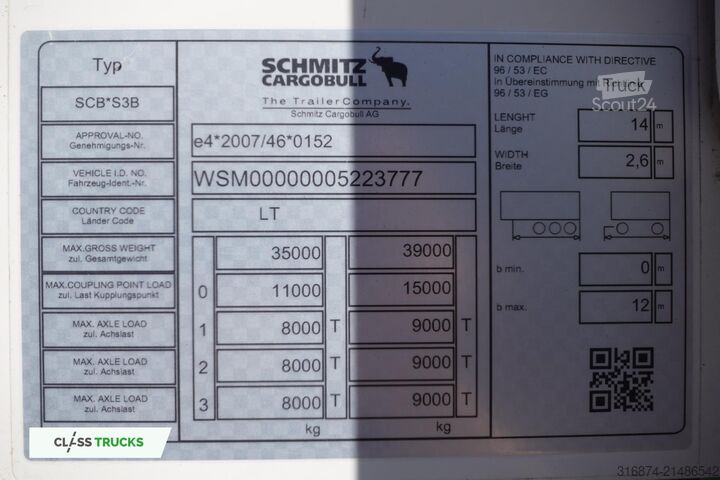 Typ
SCB*S3B
SCHMITZ
CARGOBULL
The TrailerCompany.
Schmitz Cargobull AG
IN COMPLIANCE WITH DIRECTIVE
96 / 53 / EC
in Übereinstimmung mit
96 / 53 / EG
Truck
Scout24
APPROVAL-NO.
Genehmigungs-Nr.
e4*2007/46*0152
LENGHT
Länge
14 m
VEHICLE I.D. NO.
Fahrzeug-Ident.-Nr.
WSM00000005223777
WIDTH
Breite
2,6 m
COUNTRY CODE
Länder Code
LT
MAX.GROSS WEIGHT
zul. Gesamtgewicht
35000 39000
b min. 0 m
MAX.COUPLING POINT LOAD
zul. Last Kupplungspunkt
0 11000 15000
b max. 12 m
MAX. AXLE LOAD
zul. Achslast
1 8000 T 9000 T
MAX. AXLE LOAD
zul. Achslast
2 8000 T 9000 T
MAX. AXLE LOAD
zul. Achslast
3 8000 T 9000 T
kg kg
CLASSTRUCKS
316874-21486542